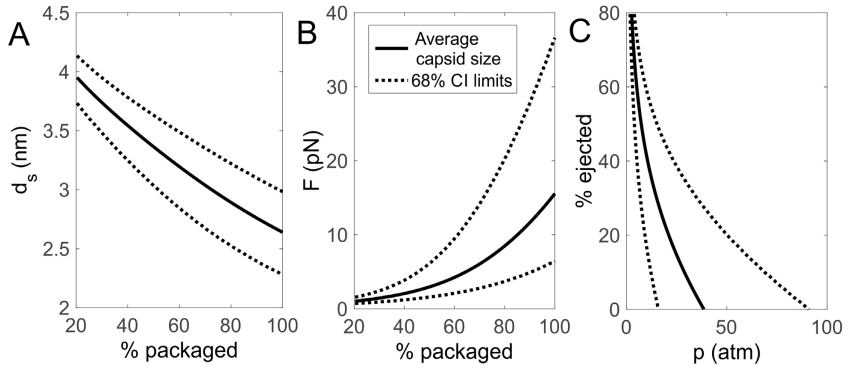 A
4.5
4
3.5
3
2.5
2
d_s (nm)
20 40 60 80 100
% packaged
B
40
30
20
10
0
F (pN)
Average
capsid size
68% CI limits
20 40 60 80 100
% packaged
C
80
60
40
20
0
% ejected
0 50 100
p (atm)